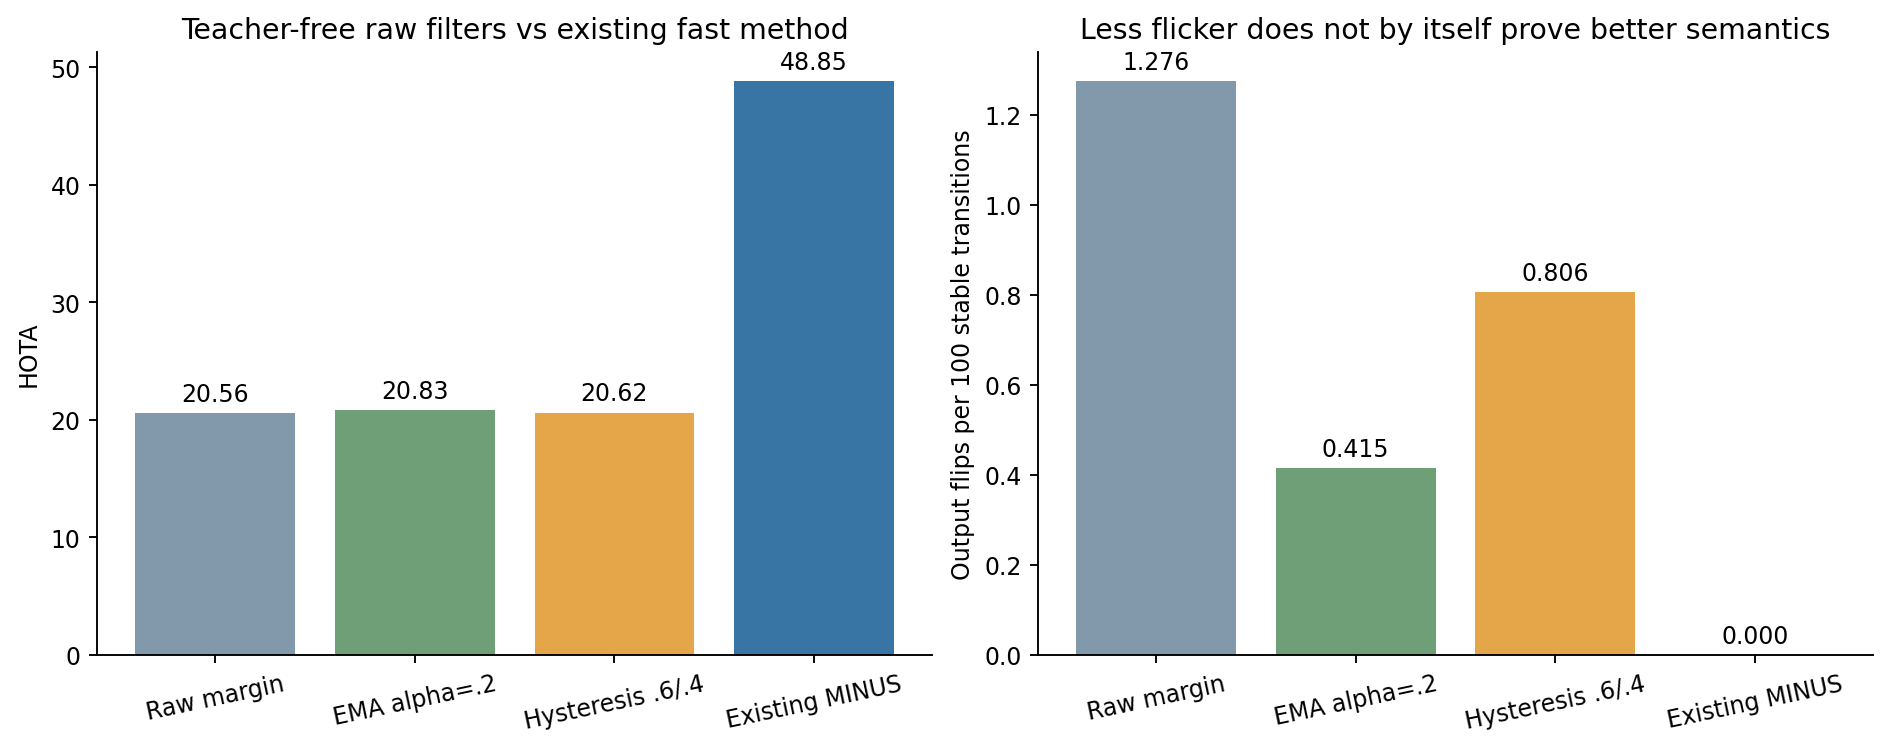 Teacher-free raw filters vs existing fast method
HOTA
50
40
30
20
10
0
20.56
20.83
20.62
48.85
Raw margin
EMA alpha=.2
Hysteresis .6/.4
Existing MINUS
Less flicker does not by itself prove better semantics
Output flips per 100 stable transitions
1.2
1.0
0.8
0.6
0.4
0.2
0.0
1.276
0.415
0.806
0.000
Raw margin
EMA alpha=.2
Hysteresis .6/.4
Existing MINUS